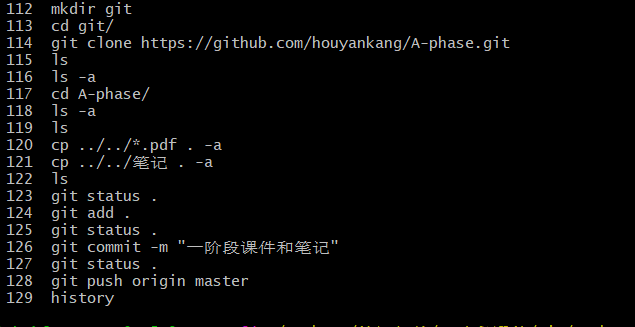 112 mkdir git
113 cd git/
114 git clone https://github.com/houyankang/A-phase.git
115 ls
116 ls -a
117 cd A-phase/
118 ls -a
119 ls
120 cp ../../*.pdf . -a
121 cp ../../笔记 . -a
122 ls
123 git status .
124 git add .
125 git status .
126 git commit -m "一阶段课件和笔记"
127 git status .
128 git push origin master
129 history